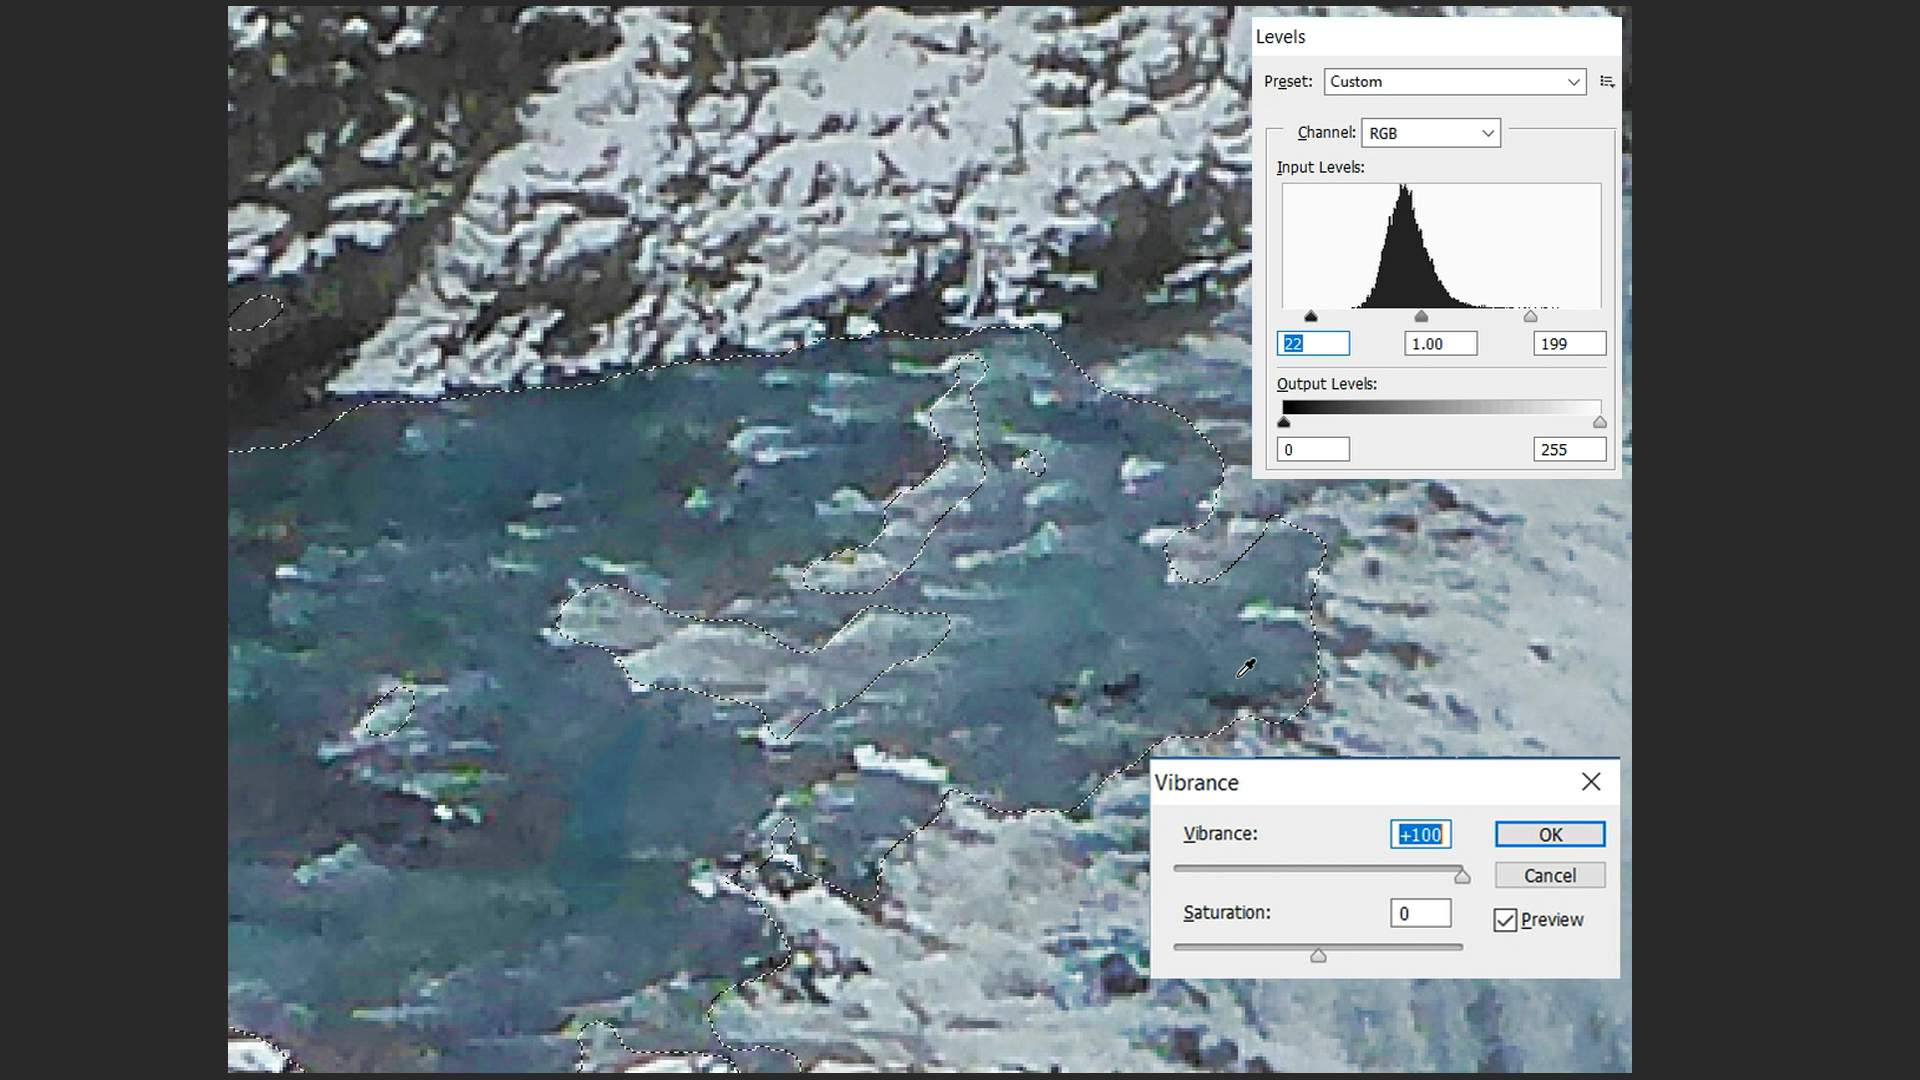 Levels
Preset: Custom
Channel: RGB
Input Levels:
22 1.00 199
Output Levels:
0 255
Vibrance
Vibrance: +100 OK
Cancel
Saturation: 0 Preview